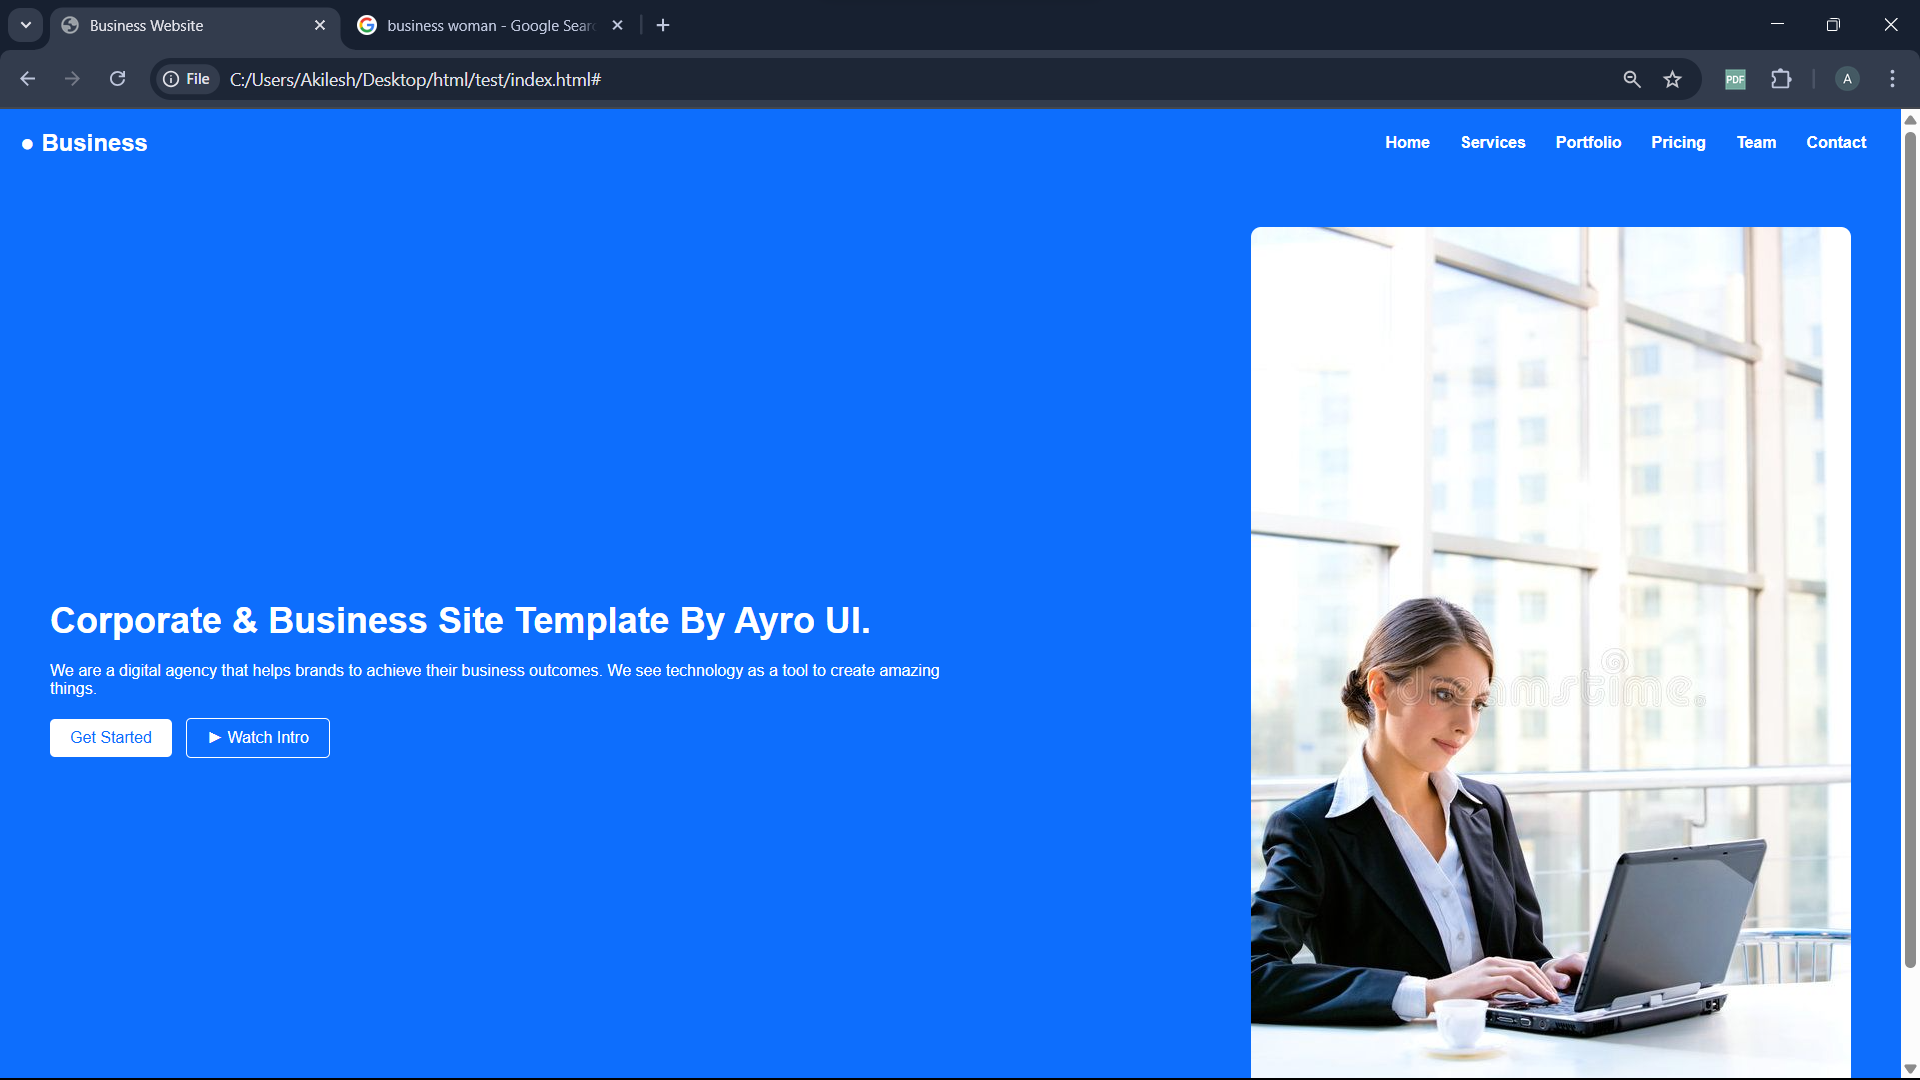 Business Website
business woman - Google Sear
File
C:/Users/Akilesh/Desktop/html/test/index.html#
PDF
A
Business
Home
Services
Portfolio
Pricing
Team
Contact
Corporate & Business Site Template By Ayro UI.
We are a digital agency that helps brands to achieve their business outcomes. We see technology as a tool to create amazing
things.
Get Started
▶ Watch Intro
dreamstime.